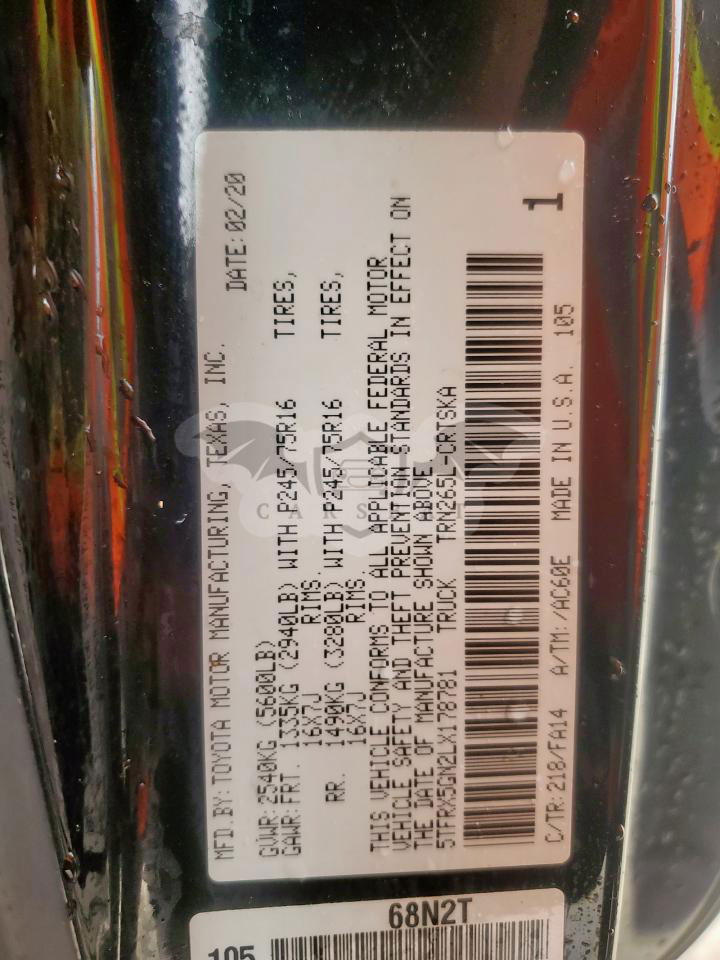 MFD. BY: TOYOTA MOTOR MANUFACTURING, TEXAS, INC.
DATE: 02/20
GVWR: 2540KG (5600LB)
GAWR: FRT. 1335KG (2940LB) WITH P245/75R16 TIRES,
16X7J RIMS.
RR. 1490KG (3280LB) WITH P245/75R16 TIRES,
16X7J RIMS.
THIS VEHICLE CONFORMS TO ALL APPLICABLE FEDERAL MOTOR
VEHICLE SAFETY AND THEFT PREVENTION STANDARDS IN EFFECT ON
THE DATE OF MANUFACTURE SHOWN ABOVE.
5TFRX5GN2LX178781 TRUCK TRN265L-CRTSKA
1
C/TR: 218/FA14 A/TM: /AC60E MADE IN U.S.A. 105
68N2T
105